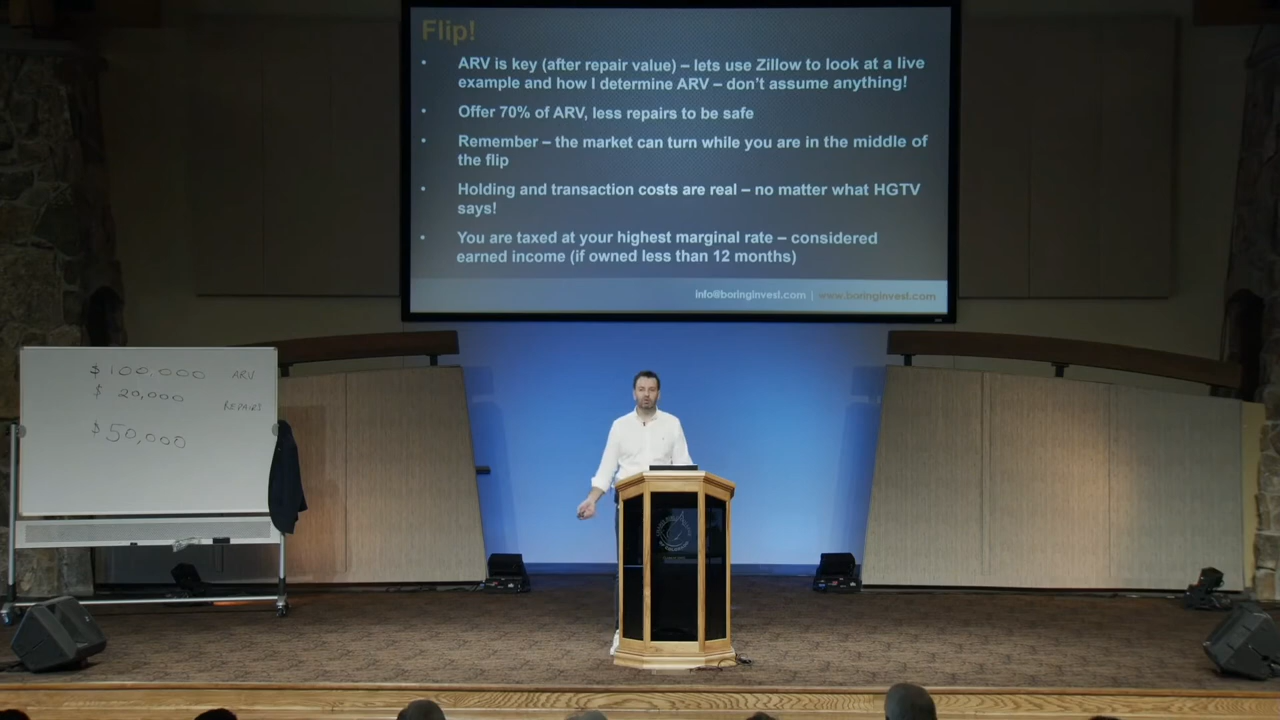 Flip!
• ARV is key (after repair value) – lets use Zillow to look at a live
example and how I determine ARV – don't assume anything!
• Offer 70% of ARV, less repairs to be safe
• Remember – the market can turn while you are in the middle of
the flip
• Holding and transaction costs are real – no matter what HGTV
says!
• You are taxed at your highest marginal rate – considered
earned income (if owned less than 12 months)
info@boringinvest.com | www.boringinvest.com
$100,000 ARV
$20,000
REPAIRS
$50,000